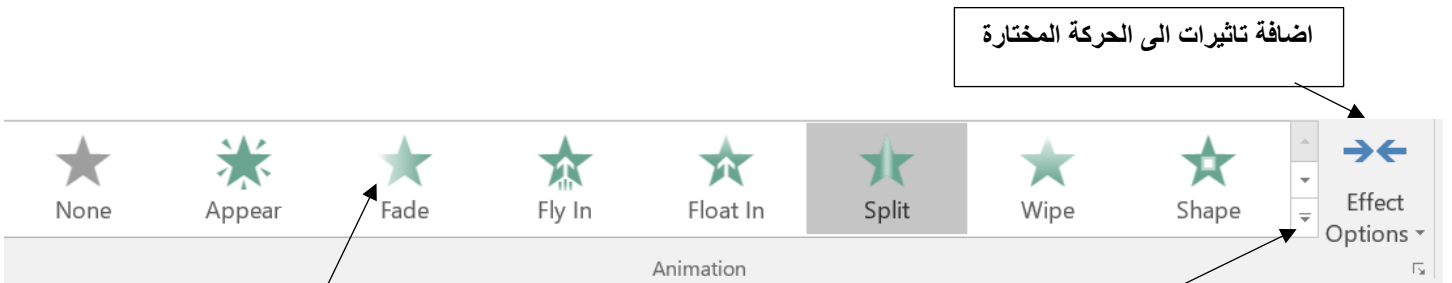 اضافة تاثيرات الى الحركة المختارة
None Appear Fade Fly In Float In Split Wipe Shape
Effect
Options
Animation